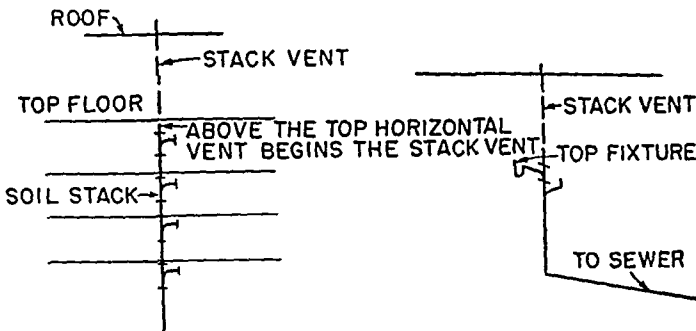 ROOF
STACK VENT
TOP FLOOR
ABOVE THE TOP HORIZONTAL
VENT BEGINS THE STACK VENT
SOIL STACK
STACK VENT
TOP FIXTURE
TO SEWER